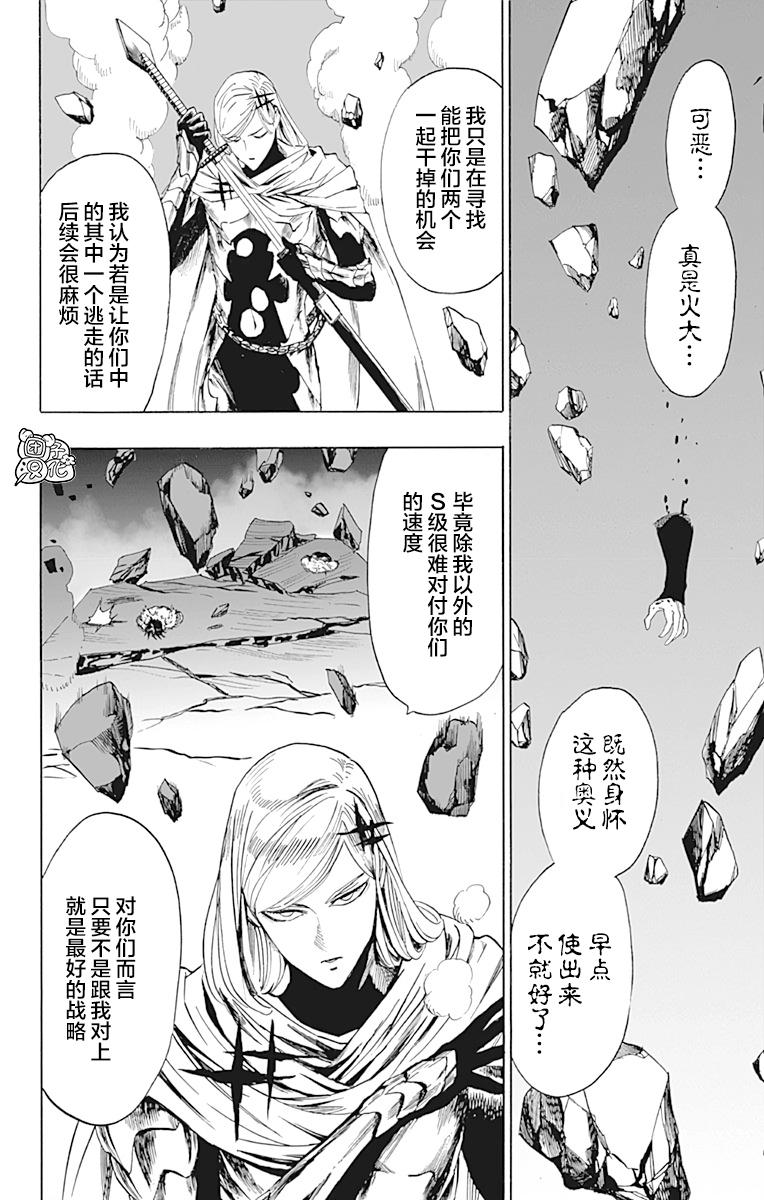 可恶…
真是火大…
既然身怀
这种奥义
早点
使出来
不就好了…
我只是在寻找
能把你们两个
一起干掉的机会
我认为若是让你们中
的其中一个逃走的话
后续会很麻烦
毕竟除我以外的
S级很难对付你们
的速度
对你们而言
只要不是跟我对上
就是最好的战略